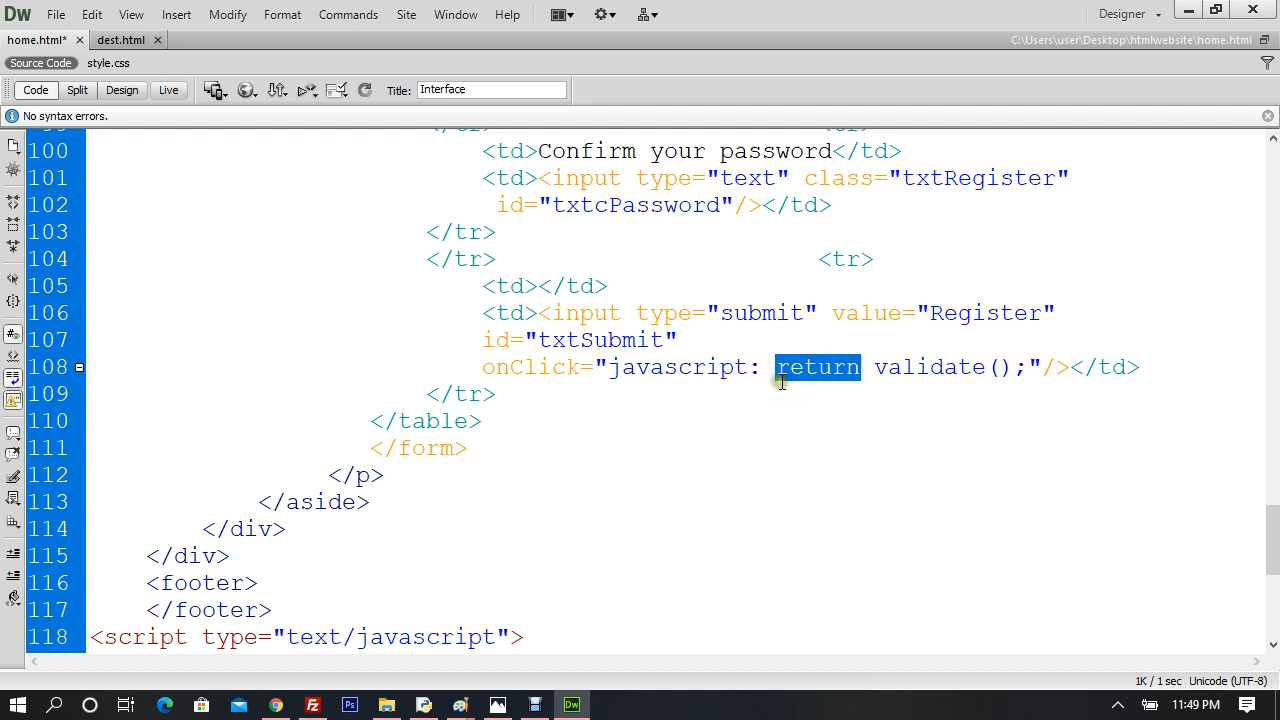 Dw File Edit View Insert Modify Format Commands Site Window Help Designer
home.html* dest.html C:\Users\user\Desktop\htmlwebsite\home.html
Source Code style.css
Code Split Design Live Title: Interface
No syntax errors.
100 <td>Confirm your password</td>
101 <td><input type="text" class="txtRegister"
102 id="txtcPassword"/></td>
103 </tr>
104 </tr> <tr>
105 <td></td>
106 <td><input type="submit" value="Register"
107 id="txtSubmit"
108 onClick="javascript: return validate();"/></td>
109 </tr>
110 </table>
111 </form>
112 </p>
113 </aside>
114 </div>
115 </div>
116 <footer>
117 </footer>
118 <script type="text/javascript">
1K / 1 sec Unicode (UTF-8)
Fz Ps Dw 11:49 PM